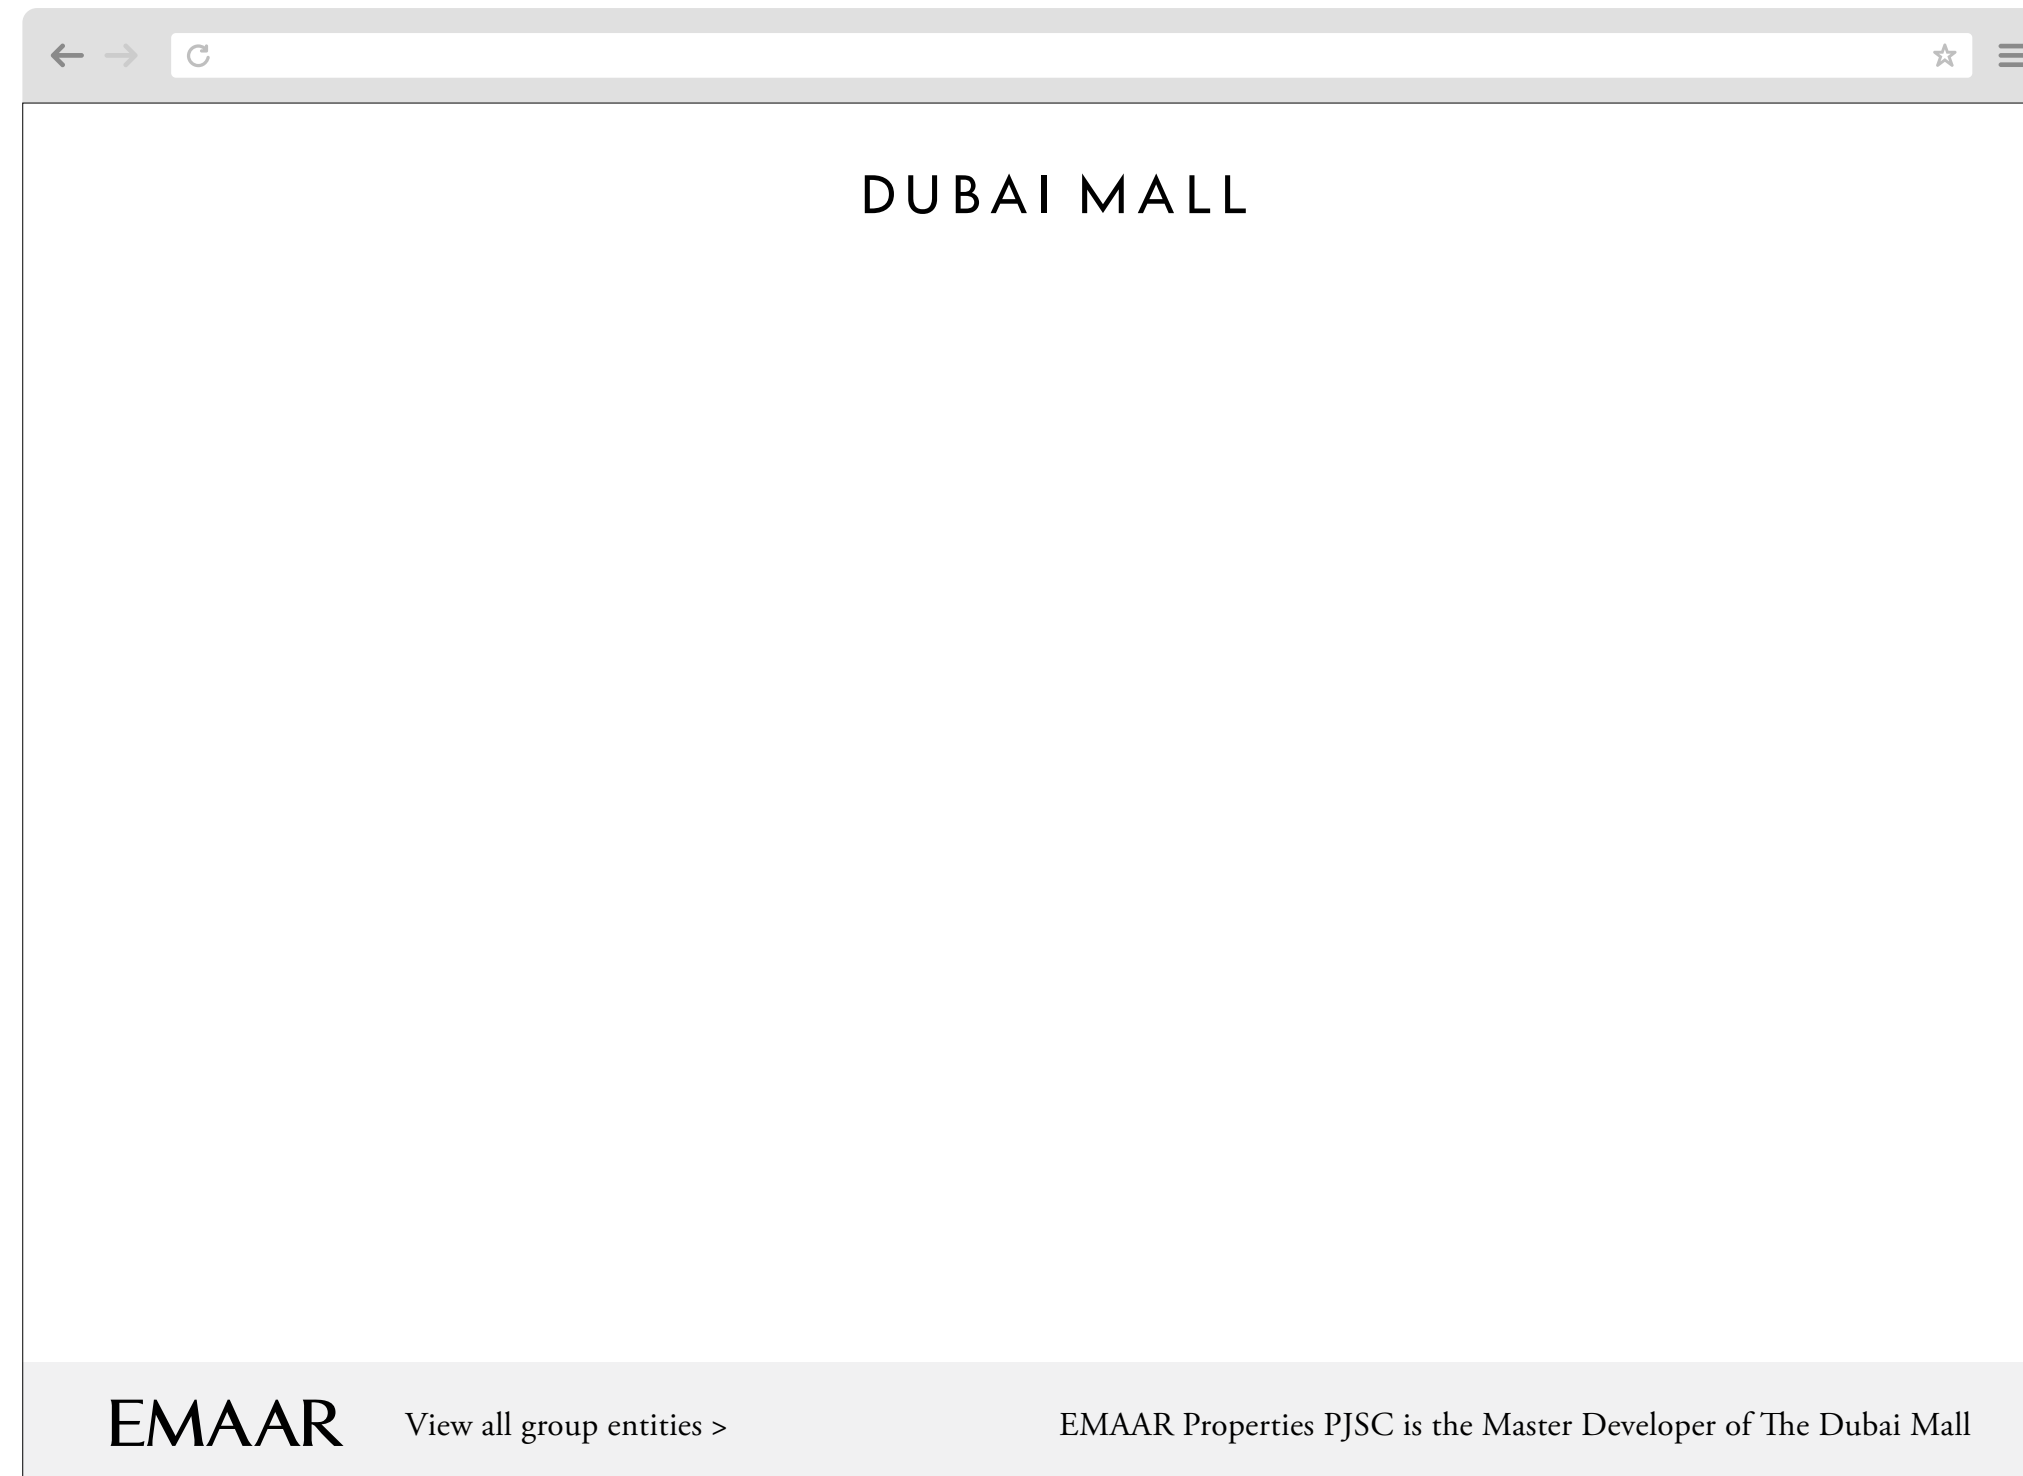 DUBAI MALL
EMAAR
View all group entities >
EMAAR Properties PJSC is the Master Developer of The Dubai Mall